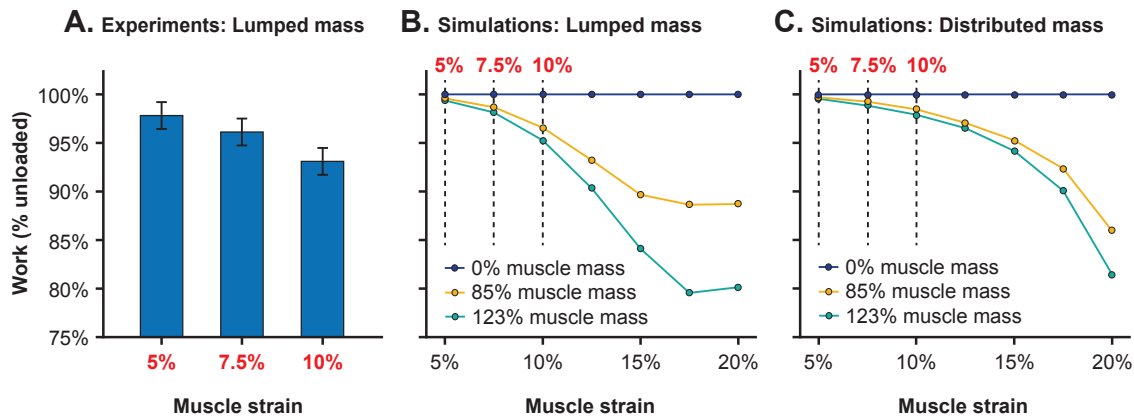 A. Experiments: Lumped mass
B. Simulations: Lumped mass
C. Simulations: Distributed mass
Work (% unloaded)
100%
95%
90%
85%
80%
75%
5%
7.5%
10%
Muscle strain
5%
7.5%
10%
0% muscle mass
85% muscle mass
123% muscle mass
5%
10%
15%
20%
Muscle strain
5%
7.5%
10%
0% muscle mass
85% muscle mass
123% muscle mass
5%
10%
15%
20%
Muscle strain